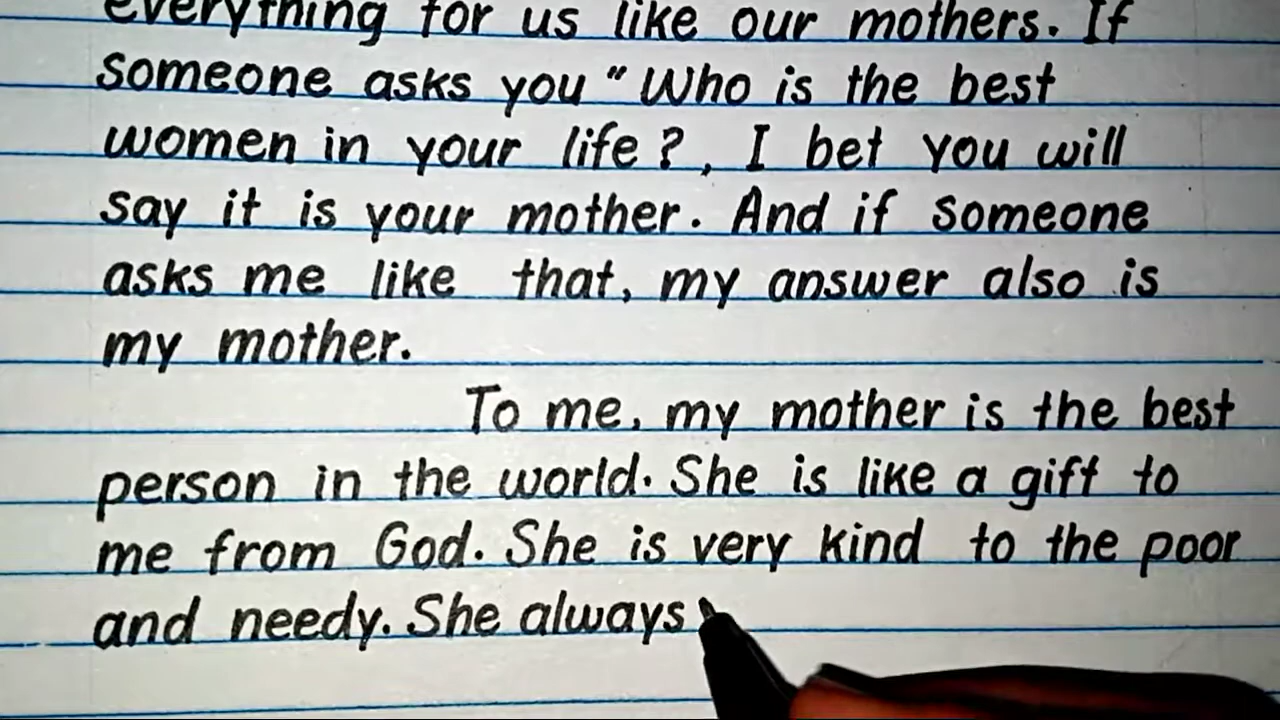 everything for us like our mothers. If
someone asks you " Who is the best
women in your life ? , I bet you will
say it is your mother. And if someone
asks me like that, my answer also is
my mother.
To me, my mother is the best
person in the world. She is like a gift to
me from God. She is very kind to the poor
and needy. She always